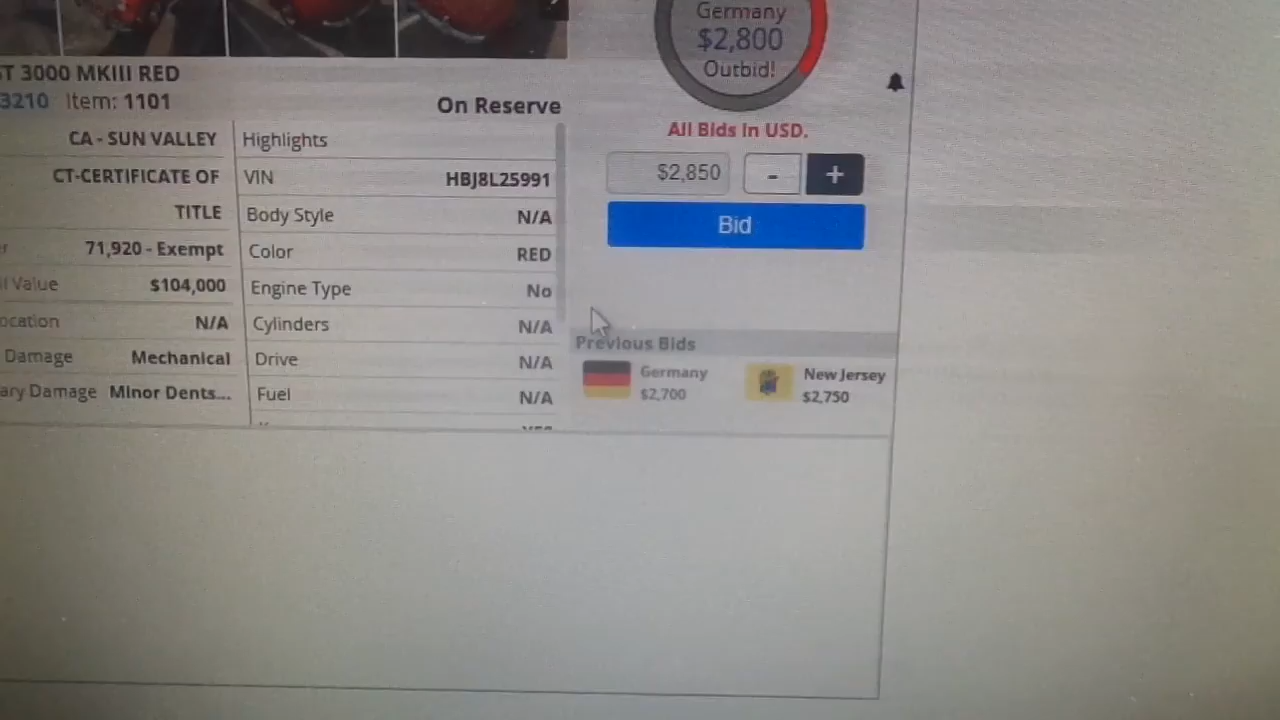 Germany
$2,800
Outbid!
T 3000 MKIII RED
3210 Item: 1101
On Reserve
All Bids in USD.
$2,850 - +
Bid
CA - SUN VALLEY
CT-CERTIFICATE OF
TITLE
71,920 - Exempt
Value $104,000
ocation N/A
Damage Mechanical
ary Damage Minor Dents...
Highlights
VIN HBJ8L25991
Body Style N/A
Color RED
Engine Type No
Cylinders N/A
Drive N/A
Fuel N/A
Previous Bids
Germany
$2,700
New Jersey
$2,750